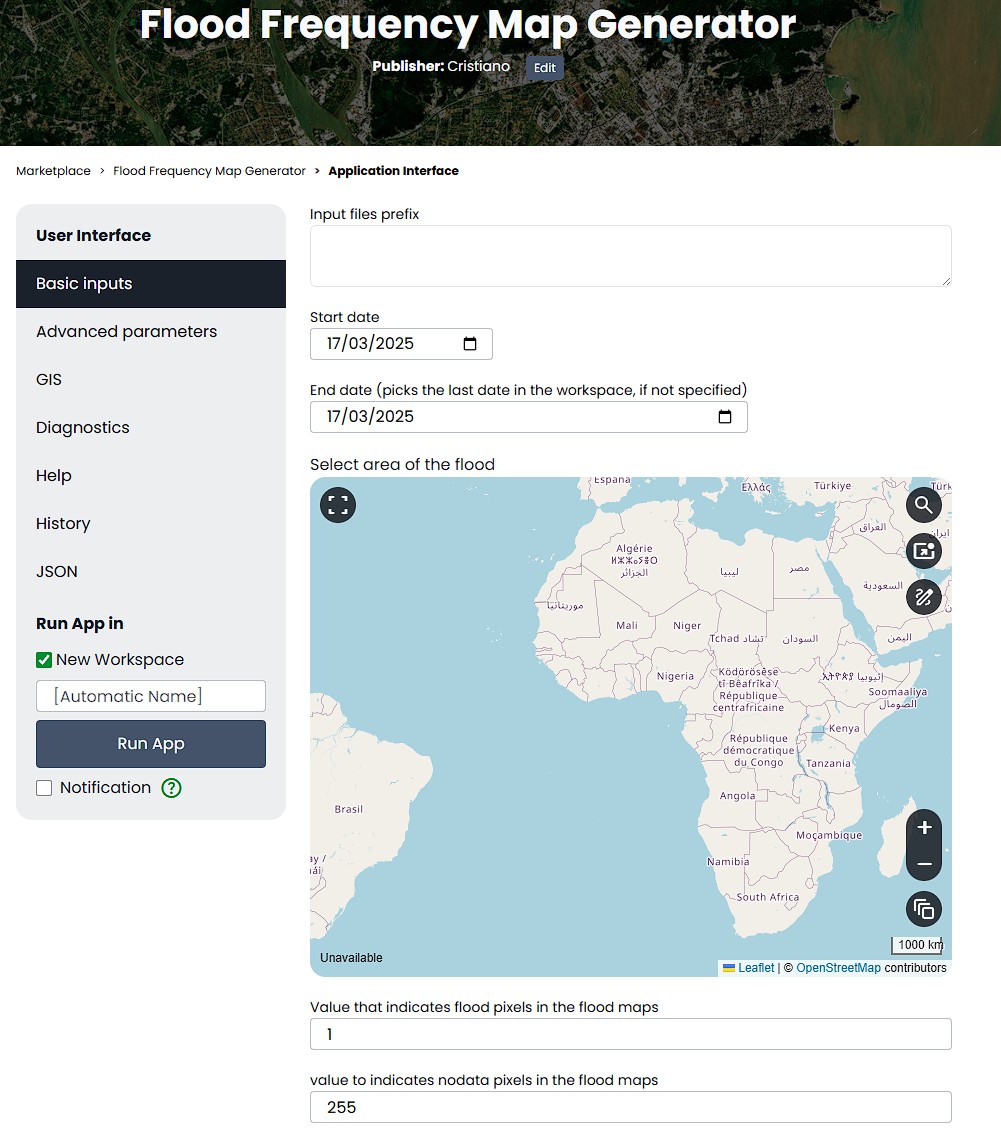 Flood Frequency Map Generator
Publisher: Cristiano Edit
Marketplace > Flood Frequency Map Generator > Application Interface
User Interface
Basic inputs
Advanced parameters
GIS
Diagnostics
Help
History
JSON
Run App in
New Workspace
[Automatic Name]
Run App
Notification ?
Input files prefix
Start date
17/03/2025
End date (picks the last date in the workspace, if not specified)
17/03/2025
Select area of the flood
España
Ελλάς
Türkiye
العراق
Algérie
ⵍⵣⵣⴰⵢⴻⵔ
الجزائر
ليبيا
مصر
السعودية
موريتانيا
Mali
Niger
Tchad تشاد
السودان
اليمن
Nigeria
Ködörösêse
tî Bêafrîka /
République
centrafricaine
Soomaaliya
الصومال
Kenya
République
démocratique
du Congo
Tanzania
Angola
Brasil
Moçambique
Namibia
South Africa
+
−
1000 km
Unavailable
Leaflet | © OpenStreetMap contributors
Value that indicates flood pixels in the flood maps
1
value to indicates nodata pixels in the flood maps
255